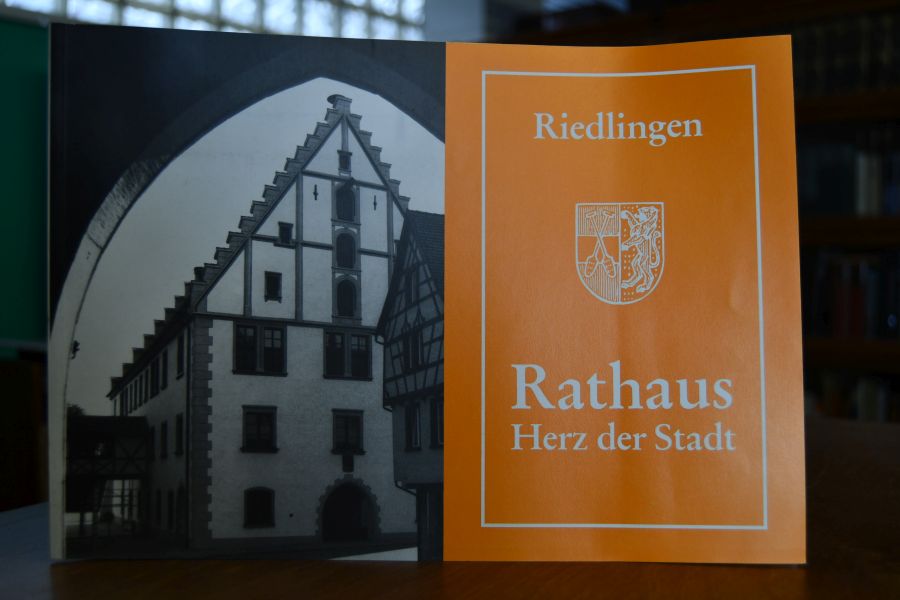 Riedlingen
Rathaus
Herz der Stadt